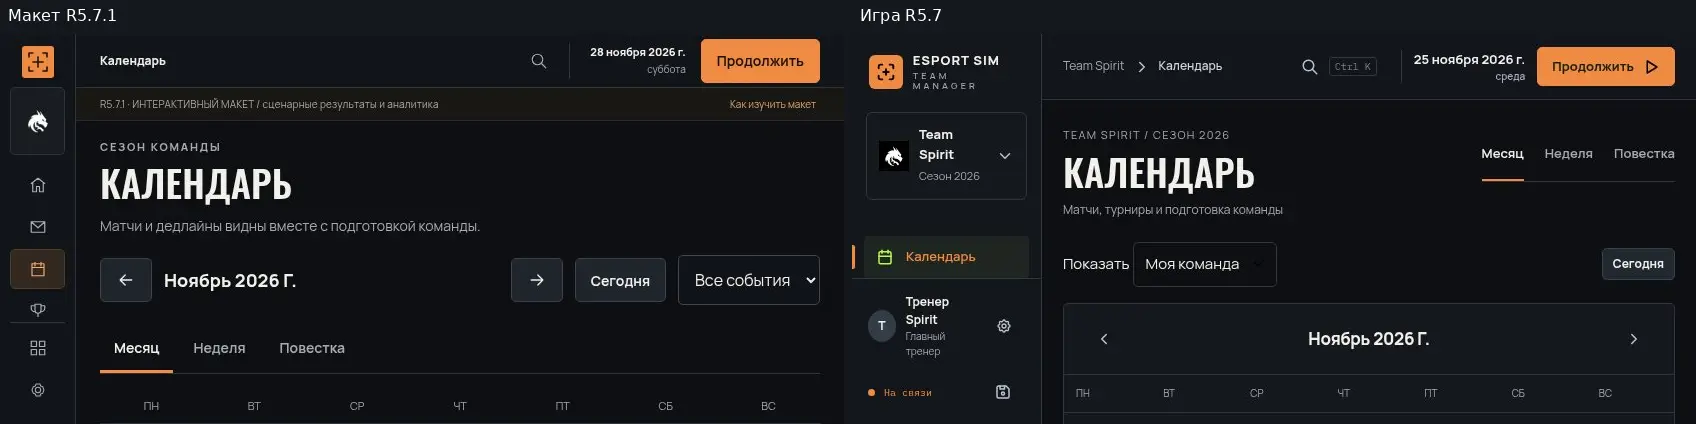 Макет R5.7.1
Календарь
28 ноября 2026 г.
суббота
Продолжить
R5.7.1 · ИНТЕРАКТИВНЫЙ МАКЕТ / сценарные результаты и аналитика
Как изучить макет
СЕЗОН КОМАНДЫ
КАЛЕНДАРЬ
Матчи и дедлайны видны вместе с подготовкой команды.
Ноябрь 2026 Г.
Сегодня
Все события
Месяц
Неделя
Повестка
ПН ВТ СР ЧТ ПТ СБ ВС
Игра R5.7
ESPORT SIM
TEAM
MANAGER
Team
Spirit
Сезон 2026
Календарь
T
Тренер
Spirit
Главный
тренер
На связи
Team Spirit
Календарь
Ctrl K
25 ноября 2026 г.
среда
Продолжить
TEAM SPIRIT / СЕЗОН 2026
КАЛЕНДАРЬ
Матчи, турниры и подготовка команды
Месяц
Неделя
Повестка
Показать
Моя команда
Сегодня
Ноябрь 2026 Г.
ПН ВТ СР ЧТ ПТ СБ ВС